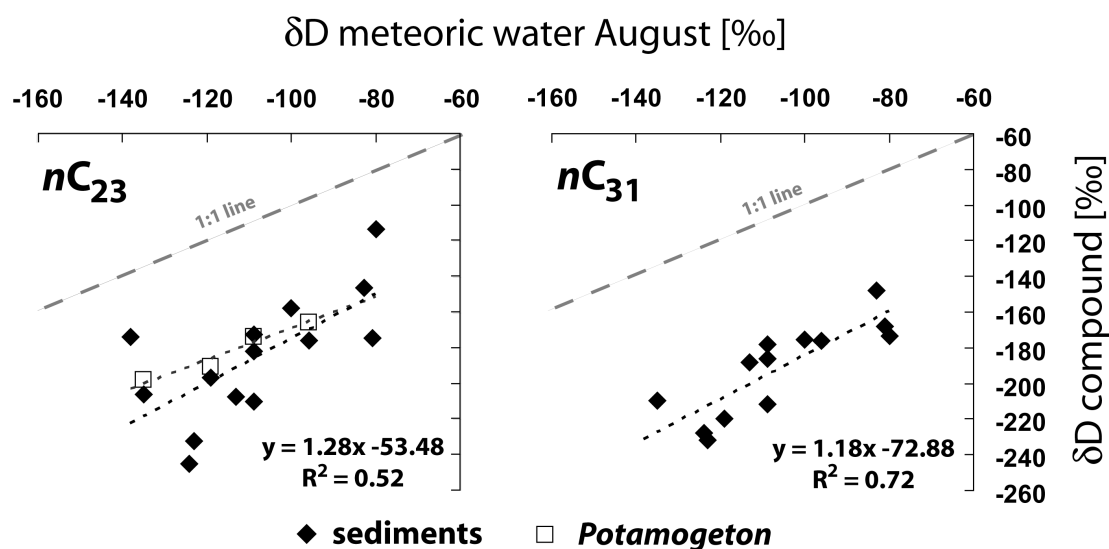 δD meteoric water August [‰]
-160 -140 -120 -100 -80 -60
-160 -140 -120 -100 -80 -60
nC23
1:1 line
y = 1.28x -53.48
R² = 0.52
nC31
1:1 line
y = 1.18x -72.88
R² = 0.72
-60
-80
-100
-120
-140
-160
-180
-200
-220
-240
-260
δD compound [‰]
sediments Potamogeton